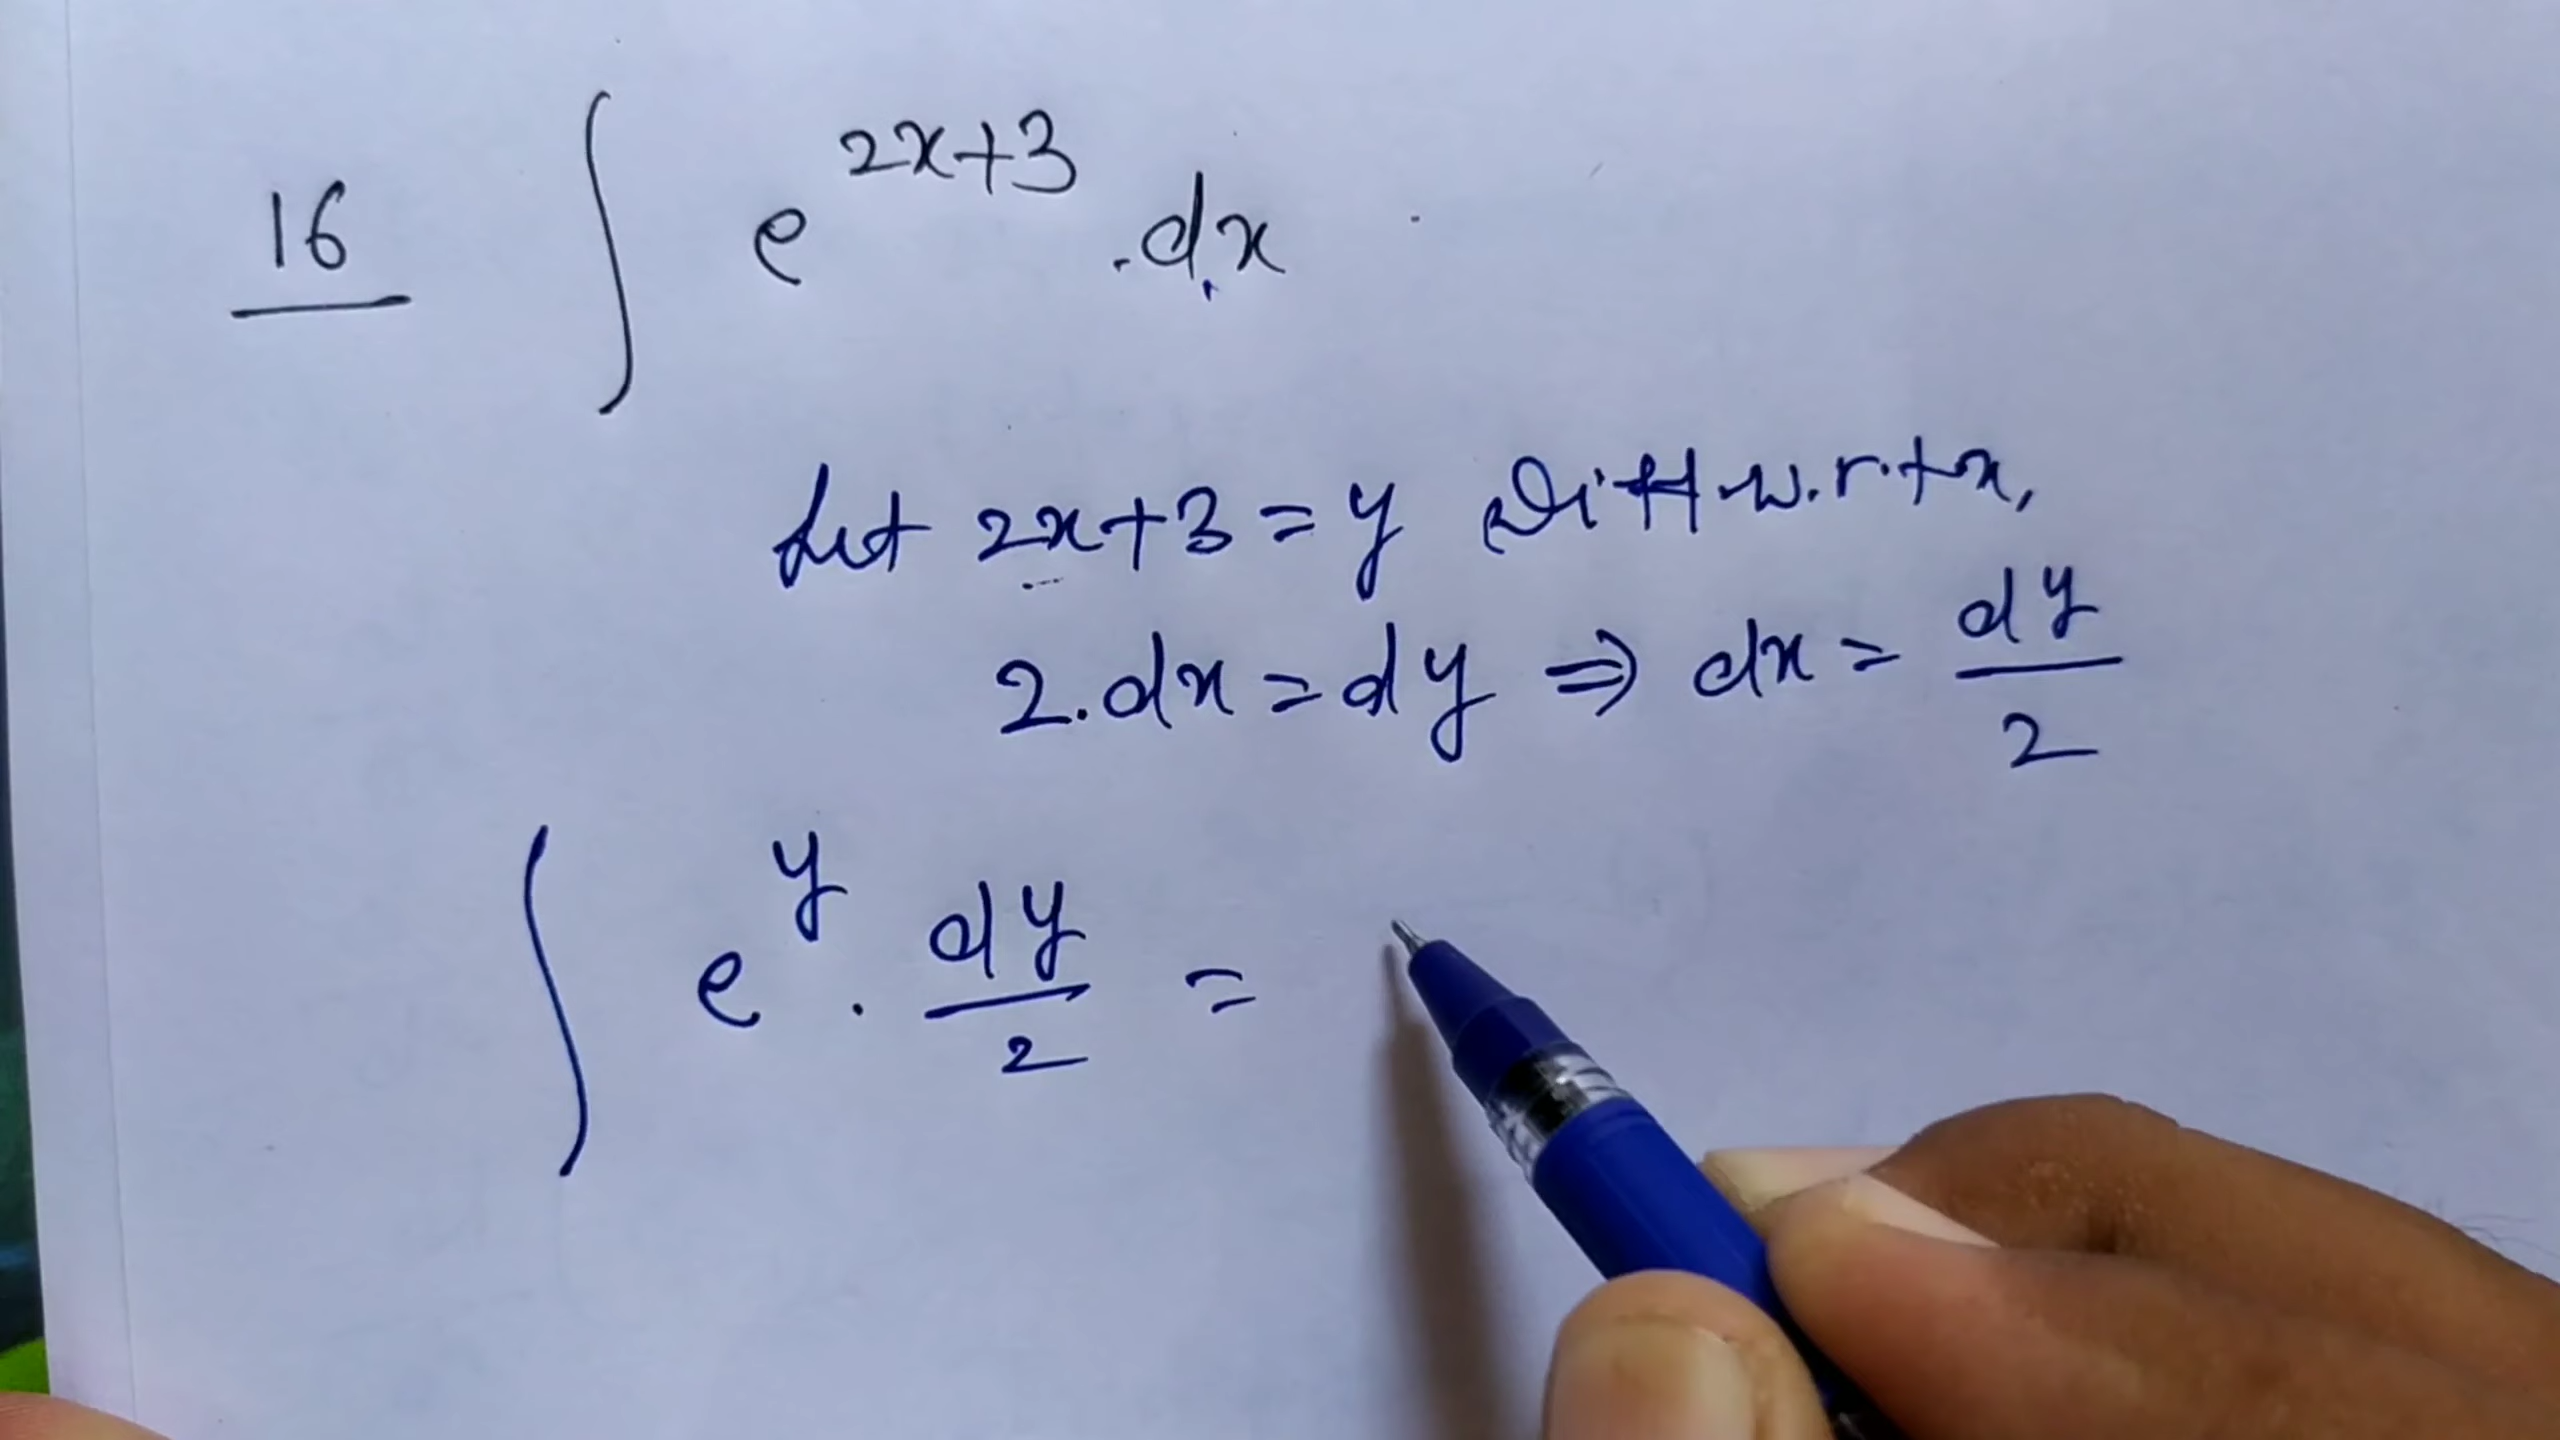 16 ∫ e^{2x+3} .dx
Let 2x+3 = y Diff w.r.t x,
2.dx = dy ⇒ dx = dy/2
∫ e^y . dy/2 =